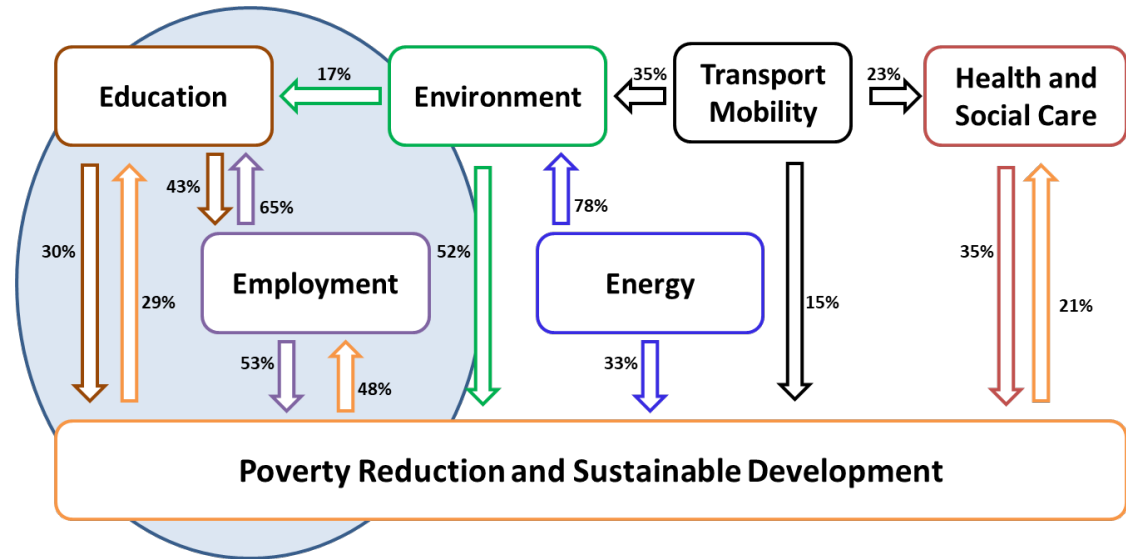 17%
35%
23%
Education
Environment
Transport
Mobility
Health and
Social Care
43%
65%
78%
30%
29%
Employment
52%
Energy
15%
35%
21%
53%
48%
33%
Poverty Reduction and Sustainable Development